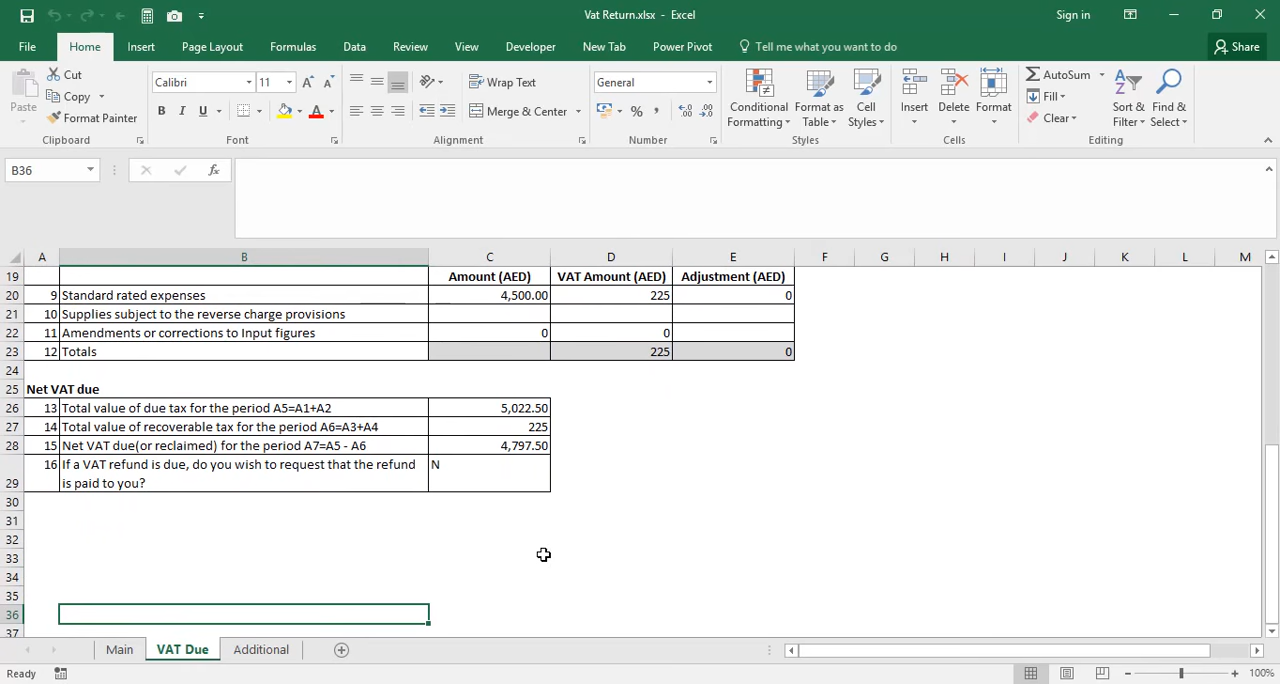 Vat Return.xlsx - Excel
Sign in
File Home Insert Page Layout Formulas Data Review View Developer New Tab Power Pivot Tell me what you want to do Share
Paste
Cut
Copy
Format Painter
Clipboard
Calibri 11
B I U
Font
Wrap Text
Merge & Center
Alignment
General
%
Number
Conditional Formatting
Format as Table
Cell Styles
Styles
Insert
Delete
Format
Cells
AutoSum
Fill
Clear
Sort & Filter
Find & Select
Editing
B36
fx
A B C D E F G H I J K L M
19 Amount (AED) VAT Amount (AED) Adjustment (AED)
20 9 Standard rated expenses 4,500.00 225 0
21 10 Supplies subject to the reverse charge provisions
22 11 Amendments or corrections to Input figures 0 0
23 12 Totals 225 0
24
25 Net VAT due
26 13 Total value of due tax for the period A5=A1+A2 5,022.50
27 14 Total value of recoverable tax for the period A6=A3+A4 225
28 15 Net VAT due(or reclaimed) for the period A7=A5 - A6 4,797.50
16 If a VAT refund is due, do you wish to request that the refund N
29 is paid to you?
30
31
32
33
34
35
36
37
Main VAT Due Additional
Ready
100%